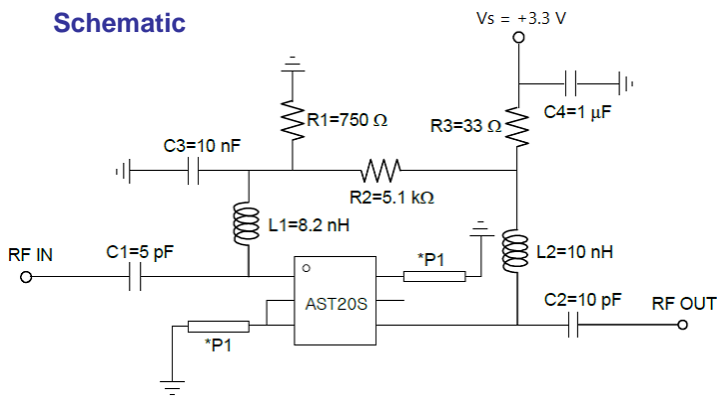 Schematic
Vs = +3.3 V
R1=750 Ω
R3=33 Ω
C4=1 μF
C3=10 nF
R2=5.1 kΩ
L1=8.2 nH
RF IN
C1=5 pF
*P1
L2=10 nH
AST20S
C2=10 pF
RF OUT
*P1